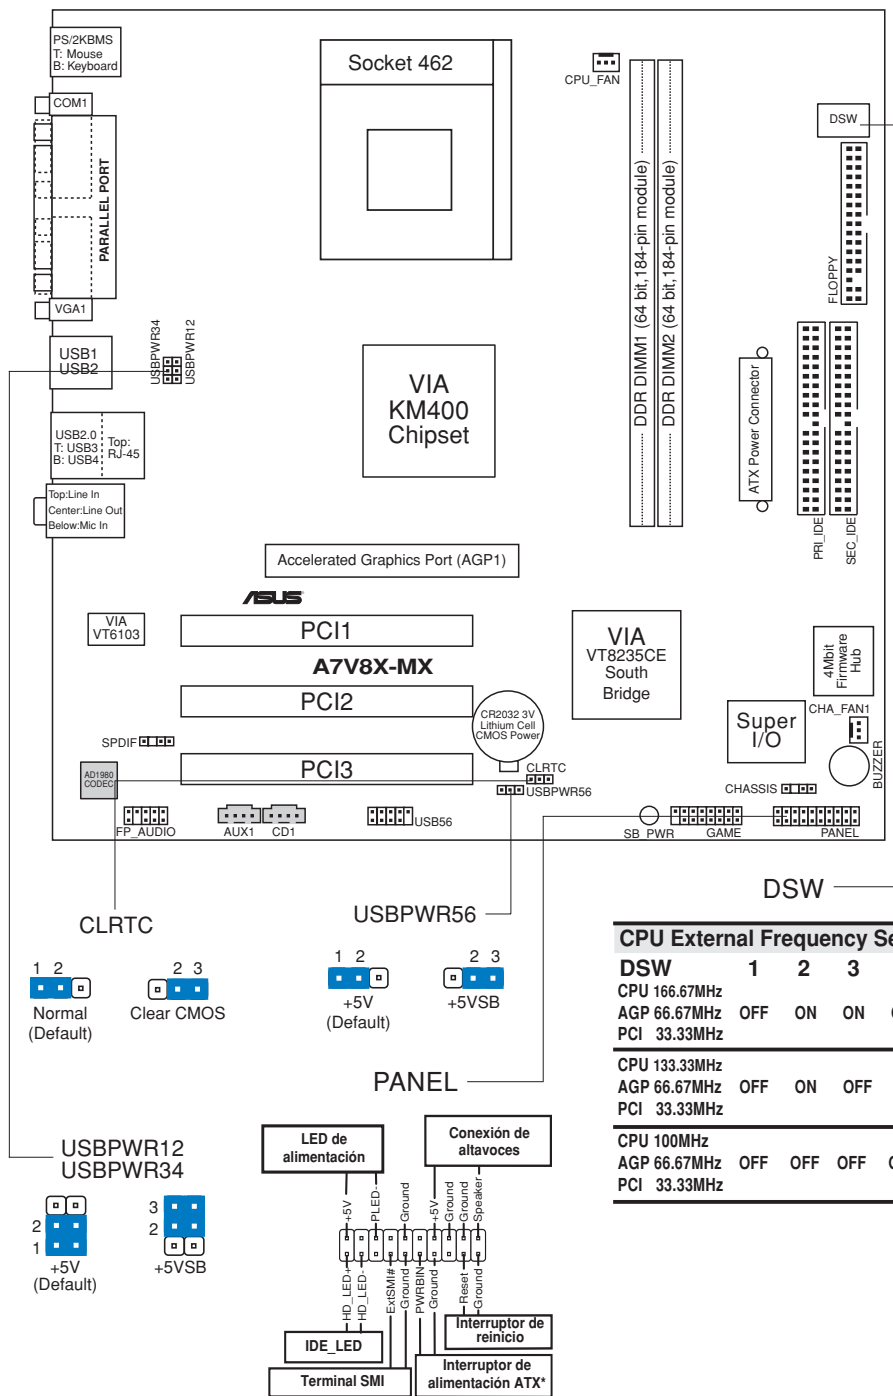 PS/2KBMS
T: Mouse
B: Keyboard
COM1
PARALLEL PORT
VGA1
Socket 462
CPU_FAN
DDR DIMM1 (64 bit,184-pin module)
DDR DIMM2 (64 bit,184-pin module)
DSW
FLOPPY
USB1
USB2
USBPWR34
USBPWR12
VIA
KM400
Chipset
ATX Power Connector
PRI_IDE
SEC_IDE
USB2.0
T: USB3
B: USB4
Top:
RJ-45
Top:Line In
Center:Line Out
Below:Mic In
Accelerated Graphics Port (AGP1)
ASUS
VIA
VT6103
PCI1
A7V8X-MX
PCI2
PCI3
VIA
VT8235CE
South
Bridge
4Mbit
Firmware
Hub
CR2032 3V
Lithium Cell
CMOS Power
Super
I/O
CHA_FAN1
BUZZER
SPDIF
AD1980
CODEC
CLRTC
USBPWR56
CHASSIS
FP_AUDIO
AUX1
CD1
USB56
SB_PWR
GAME
PANEL
DSW
CLRTC
1 2
Normal
(Default)
2 3
Clear CMOS
USBPWR56
1 2
+5V
(Default)
2 3
+5VSB
CPU External Frequency Se
DSW 1 2 3
CPU 166.67MHz
AGP 66.67MHz OFF ON ON
PCI 33.33MHz
CPU 133.33MHz
AGP 66.67MHz OFF ON OFF
PCI 33.33MHz
CPU 100MHz
AGP 66.67MHz OFF OFF OFF
PCI 33.33MHz
USBPWR12
USBPWR34
2
1
+5V
(Default)
3
2
+5VSB
PANEL
LED de
alimentación
Conexión de
altavoces
+5V
PLED-
Ground
+5V
Ground
Ground
Speaker
HD_LED+
HD_LED-
ExtSMI#
Ground
PWRBIN
Ground
Reset
Ground
IDE_LED
Terminal SMI
Interruptor de
reinicio
Interruptor de
alimentación ATX*